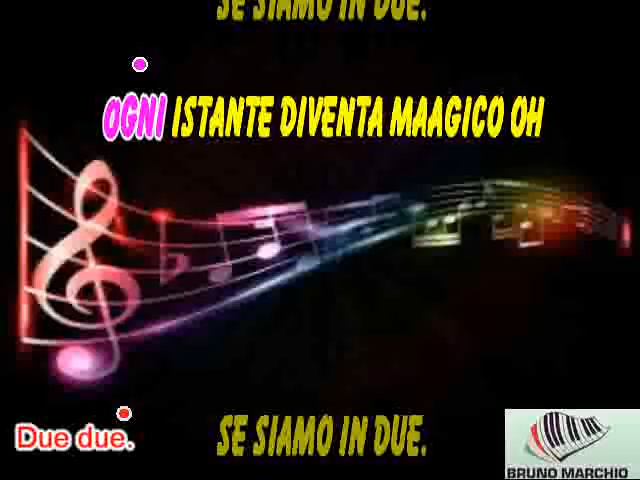 SE SIAMO IN DUE.
OGNI ISTANTE DIVENTA MAAGICO OH
Due due.
SE SIAMO IN DUE.
BRUNO MARCHIO